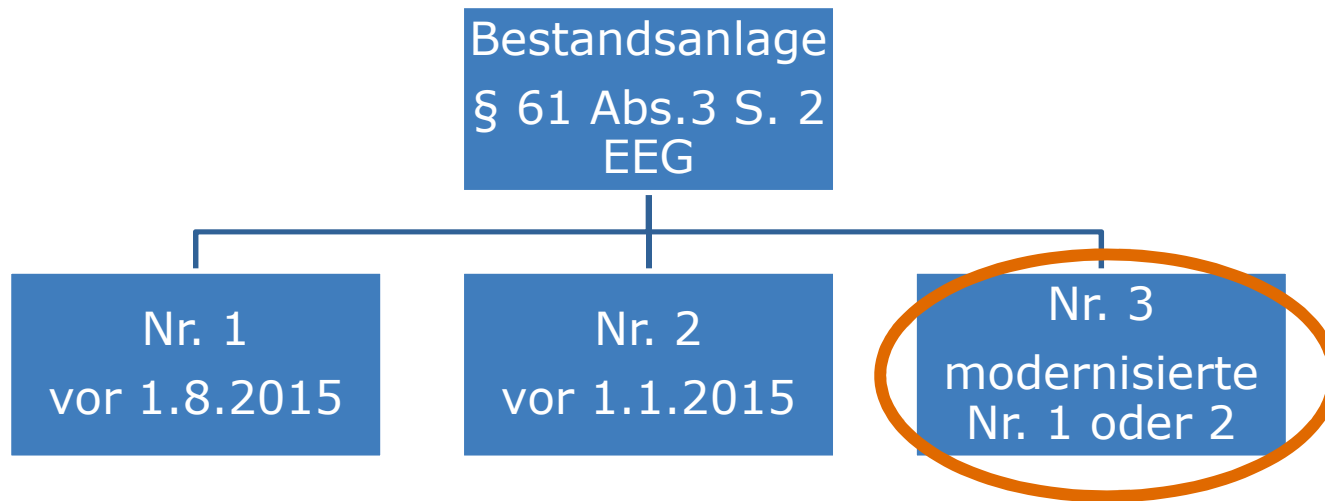 Bestandsanlage
§ 61 Abs.3 S. 2
EEG
Nr. 1
vor 1.8.2015
Nr. 2
vor 1.1.2015
Nr. 3
modernisierte
Nr. 1 oder 2